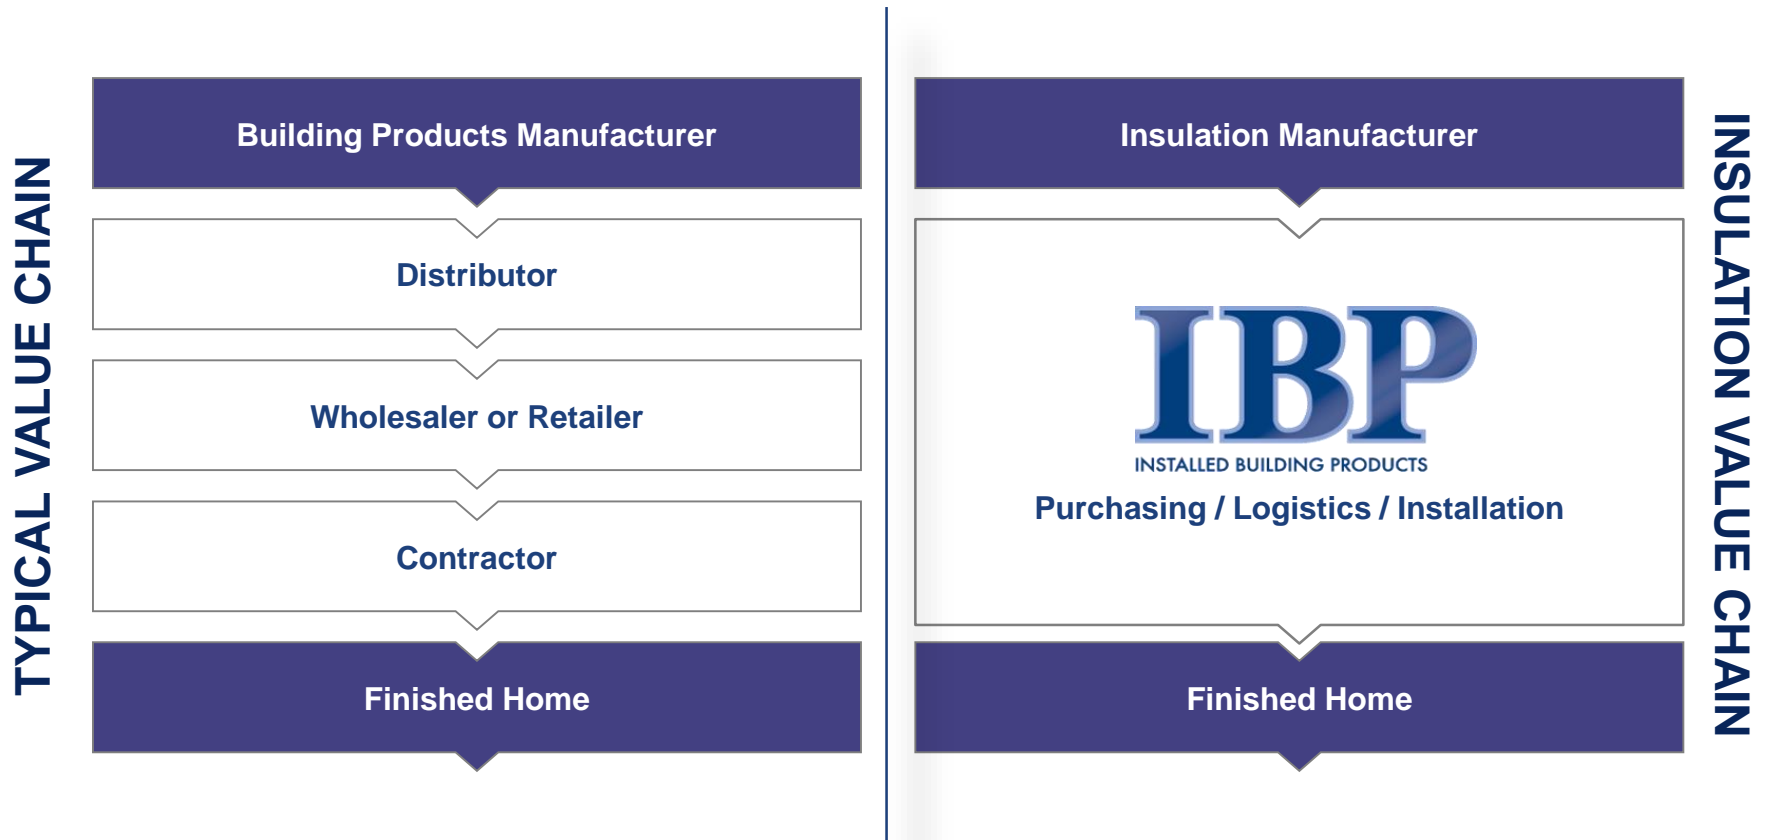 TYPICAL VALUE CHAIN
Building Products Manufacturer
Distributor
Wholesaler or Retailer
Contractor
Finished Home
Insulation Manufacturer
IBP
INSTALLED BUILDING PRODUCTS
Purchasing / Logistics / Installation
Finished Home
INSULATION VALUE CHAIN